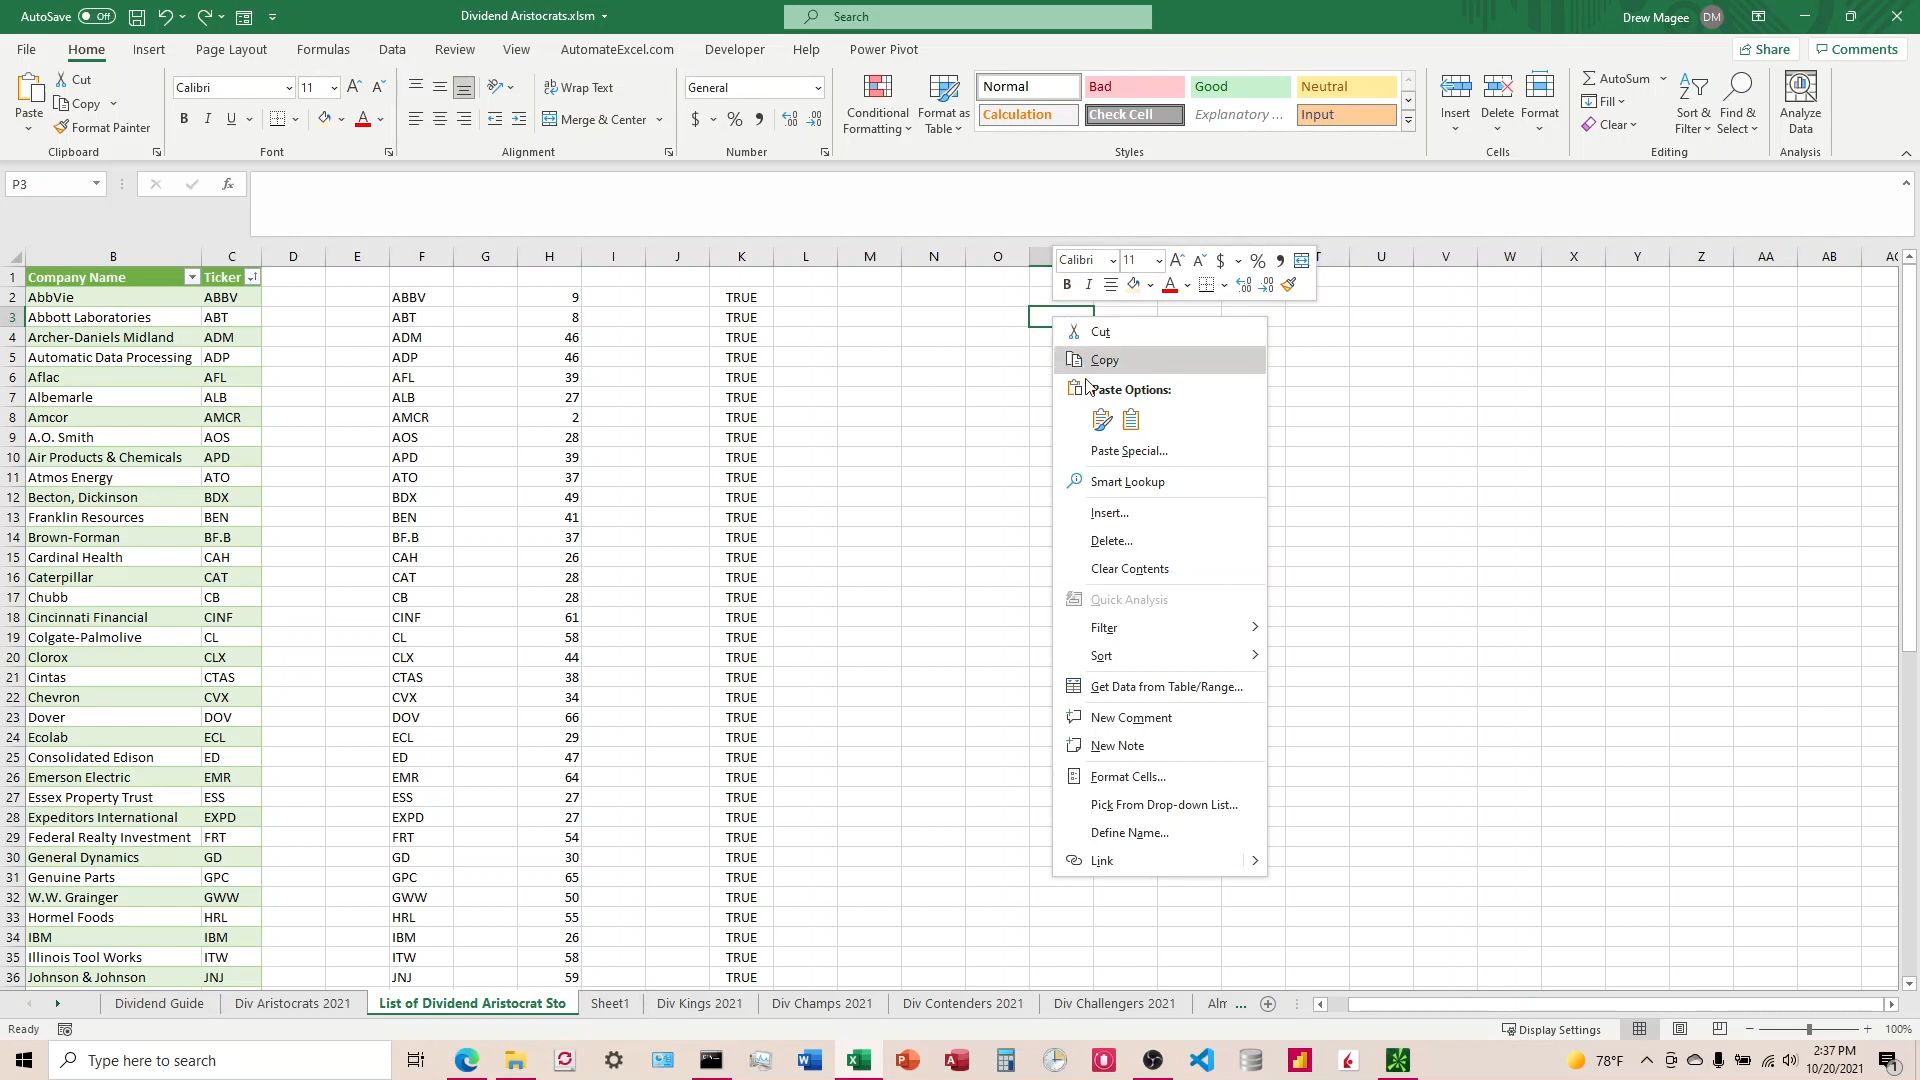 AutoSave Off Dividend Aristocrats.xlsm Search Drew Magee DM
File Home Insert Page Layout Formulas Data Review View AutomateExcel.com Developer Help Power Pivot Share Comments
Paste Cut Copy Format Painter Clipboard
Calibri 11 B I U A Font
Wrap Text Merge & Center Alignment
General $ % Number
Conditional Formatting Format as Table
Normal Bad Good Neutral
Calculation Check Cell Explanatory ... Input
Styles
Insert Delete Format Cells
AutoSum Fill Clear Sort & Filter Find & Select Editing
Analyze Data Analysis
P3 fx
B C D E F G H I J K L M N O T U V W X Y Z AA AB AC
1 Company Name Ticker
2 AbbVie ABBV ABBV 9 TRUE
3 Abbott Laboratories ABT ABT 8 TRUE
4 Archer-Daniels Midland ADM ADM 46 TRUE
5 Automatic Data Processing ADP ADP 46 TRUE
6 Aflac AFL AFL 39 TRUE
7 Albemarle ALB ALB 27 TRUE
8 Amcor AMCR AMCR 2 TRUE
9 A.O. Smith AOS AOS 28 TRUE
10 Air Products & Chemicals APD APD 39 TRUE
11 Atmos Energy ATO ATO 37 TRUE
12 Becton, Dickinson BDX BDX 49 TRUE
13 Franklin Resources BEN BEN 41 TRUE
14 Brown-Forman BF.B BF.B 37 TRUE
15 Cardinal Health CAH CAH 26 TRUE
16 Caterpillar CAT CAT 28 TRUE
17 Chubb CB CB 28 TRUE
18 Cincinnati Financial CINF CINF 61 TRUE
19 Colgate-Palmolive CL CL 58 TRUE
20 Clorox CLX CLX 44 TRUE
21 Cintas CTAS CTAS 38 TRUE
22 Chevron CVX CVX 34 TRUE
23 Dover DOV DOV 66 TRUE
24 Ecolab ECL ECL 29 TRUE
25 Consolidated Edison ED ED 47 TRUE
26 Emerson Electric EMR EMR 64 TRUE
27 Essex Property Trust ESS ESS 27 TRUE
28 Expeditors International EXPD EXPD 27 TRUE
29 Federal Realty Investment FRT FRT 54 TRUE
30 General Dynamics GD GD 30 TRUE
31 Genuine Parts GPC GPC 65 TRUE
32 W.W. Grainger GWW GWW 50 TRUE
33 Hormel Foods HRL HRL 55 TRUE
34 IBM IBM IBM 26 TRUE
35 Illinois Tool Works ITW ITW 58 TRUE
36 Johnson & Johnson JNJ JNJ 59 TRUE
Calibri 11 A A $ %
B I A
Cut
Copy
Paste Options:
Paste Special...
Smart Lookup
Insert...
Delete...
Clear Contents
Quick Analysis
Filter
Sort
Get Data from Table/Range...
New Comment
New Note
Format Cells...
Pick From Drop-down List...
Define Name...
Link
Dividend Guide Div Aristocrats 2021 List of Dividend Aristocrat Sto Sheet1 Div Kings 2021 Div Champs 2021 Div Contenders 2021 Div Challengers 2021 Alm ...
Ready Display Settings 100%
Type here to search 78°F 2:37 PM
10/20/2021 1